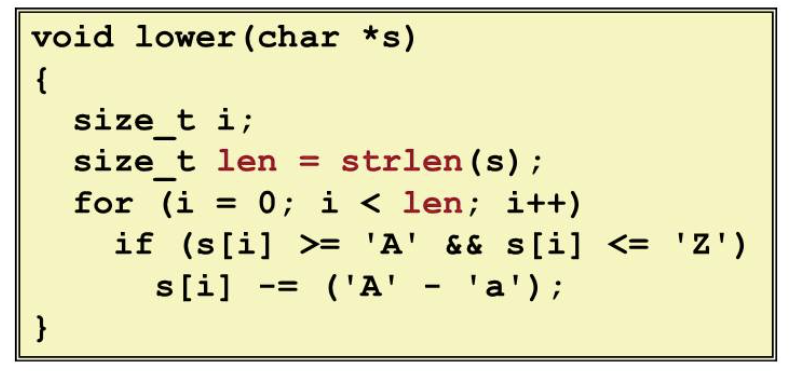 void lower(char *s)
{
  size_t i;
  size_t len = strlen(s);
  for (i = 0; i < len; i++)
    if (s[i] >= 'A' && s[i] <= 'Z')
      s[i] -= ('A' - 'a');
}